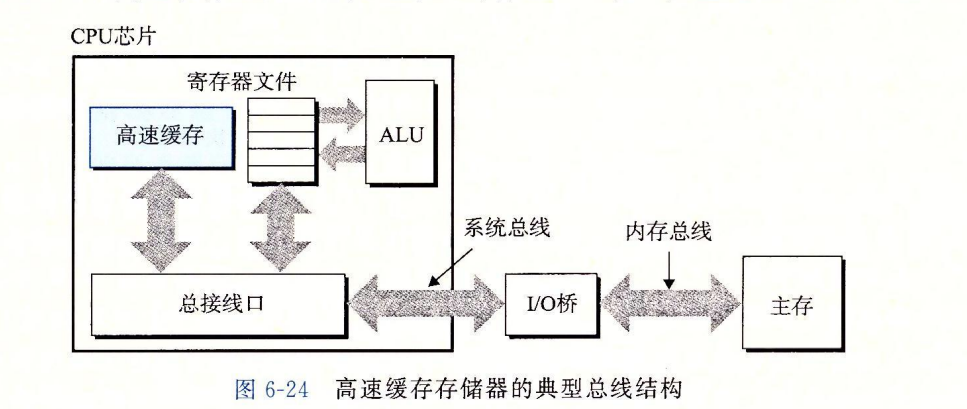 CPU芯片
寄存器文件
高速缓存
ALU
系统总线
内存总线
总接线口
I/O桥
主存
图 6-24 高速缓存存储器的典型总线结构